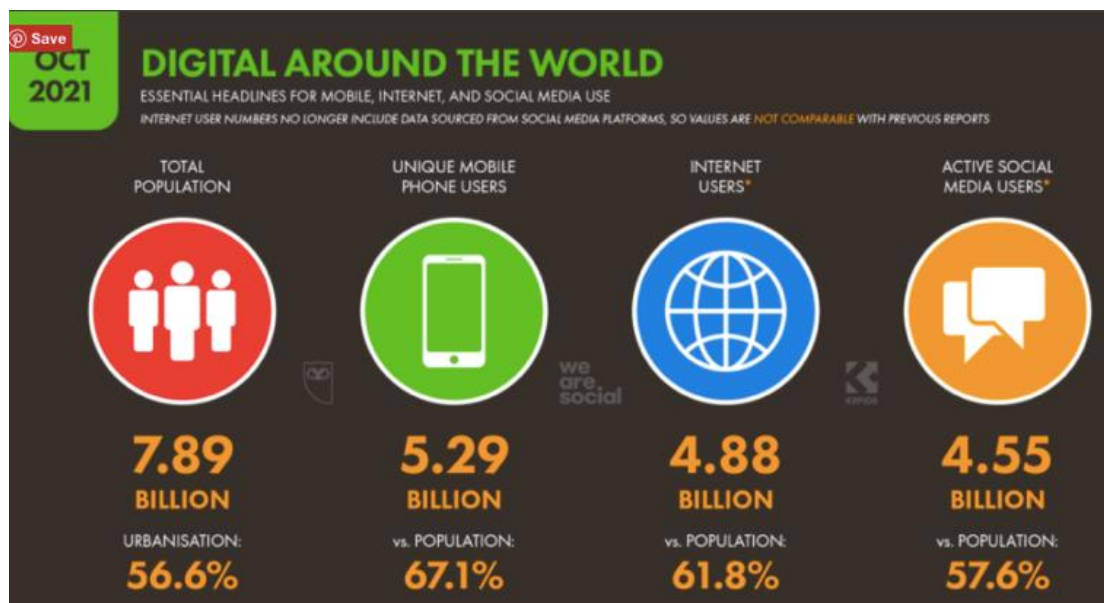 Save
OCT
2021
DIGITAL AROUND THE WORLD
ESSENTIAL HEADLINES FOR MOBILE, INTERNET, AND SOCIAL MEDIA USE
INTERNET USER NUMBERS NO LONGER INCLUDE DATA SOURCED FROM SOCIAL MEDIA PLATFORMS, SO VALUES ARE NOT COMPARABLE WITH PREVIOUS REPORTS
TOTAL
POPULATION
7.89
BILLION
URBANISATION:
56.6%
UNIQUE MOBILE
PHONE USERS
5.29
BILLION
vs. POPULATION:
67.1%
INTERNET
USERS*
4.88
BILLION
vs. POPULATION:
61.8%
ACTIVE SOCIAL
MEDIA USERS*
4.55
BILLION
vs. POPULATION:
57.6%
we
are.
social
KEPIOS